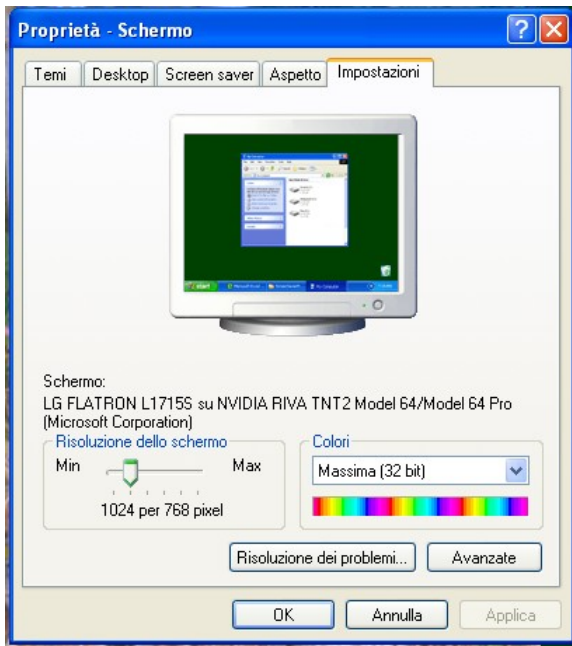 Proprietà - Schermo
Temi Desktop Screen saver Aspetto Impostazioni
start
Schermo:
LG FLATRON L1715S su NVIDIA RIVA TNT2 Model 64/Model 64 Pro
(Microsoft Corporation)
Risoluzione dello schermo
Min Max
1024 per 768 pixel
Colori
Massima (32 bit)
Risoluzione dei problemi... Avanzate
OK Annulla Applica